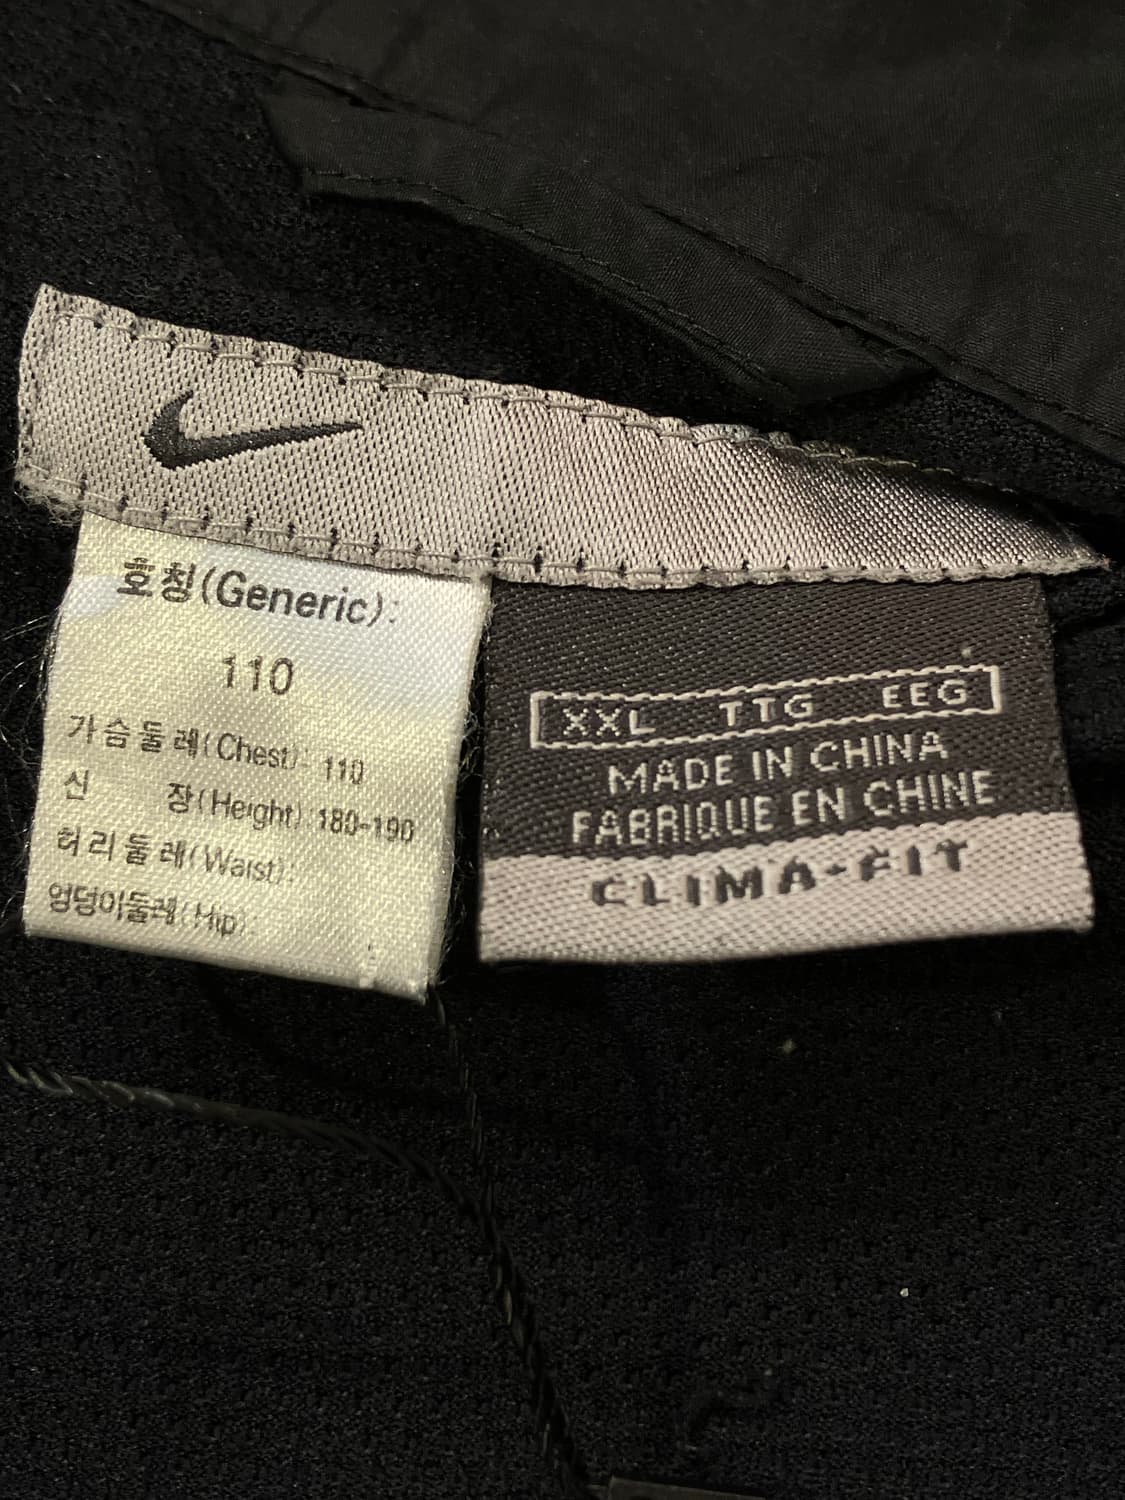 호칭(Generic):
110
가슴둘레(Chest): 110
신 장(Height): 180-190
허리둘레(Waist):
엉덩이둘레(Hip):
XXL TTG EEG
MADE IN CHINA
FABRIQUE EN CHINE
CLIMA-FIT